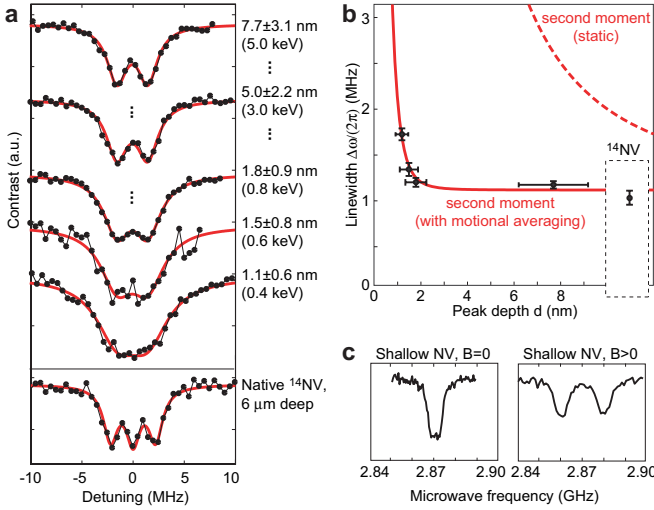 a
7.7±3.1 nm
(5.0 keV)
5.0±2.2 nm
(3.0 keV)
1.8±0.9 nm
(0.8 keV)
1.5±0.8 nm
(0.6 keV)
1.1±0.6 nm
(0.4 keV)
Native ¹⁴NV,
6 μm deep
Contrast (a.u.)
-10 -5 0 5 10
Detuning (MHz)
b
second moment
(static)
¹⁴NV
second moment
(with motional averaging)
Linewidth Δω/(2π) (MHz)
3
2
1
0
0 2 4 6 8
Peak depth d (nm)
c
Shallow NV, B=0
Shallow NV, B>0
2.84 2.87 2.90
2.84 2.87 2.90
Microwave frequency (GHz)